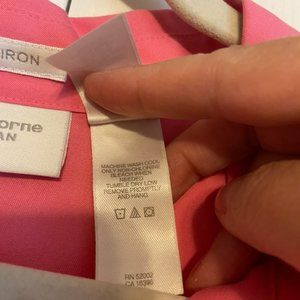 IRON
orne
AN
MACHINE WASH COOL
ONLY NON-CHLORINE
BLEACH WHEN
NEEDED
TUMBLE DRY LOW
REMOVE PROMPTLY
AND HANG.
RN 52002
CA 16396